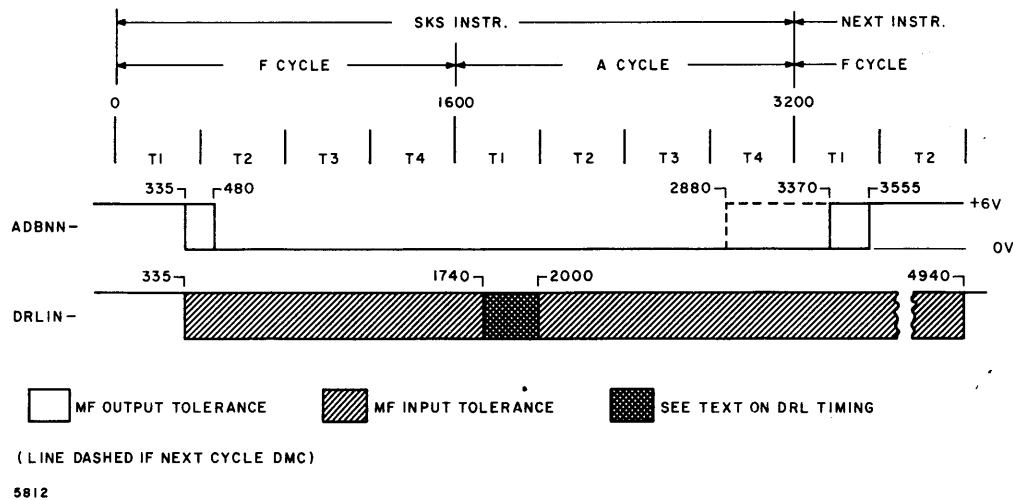 SKS INSTR. NEXT INSTR.
F CYCLE A CYCLE F CYCLE
0 1600 3200
T1 T2 T3 T4 T1 T2 T3 T4 T1 T2
335 480 2880 3370 3555
ADBNN- +6V
0V
335 1740 2000 4940
DRLIN-
MF OUTPUT TOLERANCE MF INPUT TOLERANCE SEE TEXT ON DRL TIMING
(LINE DASHED IF NEXT CYCLE DMC)
5812